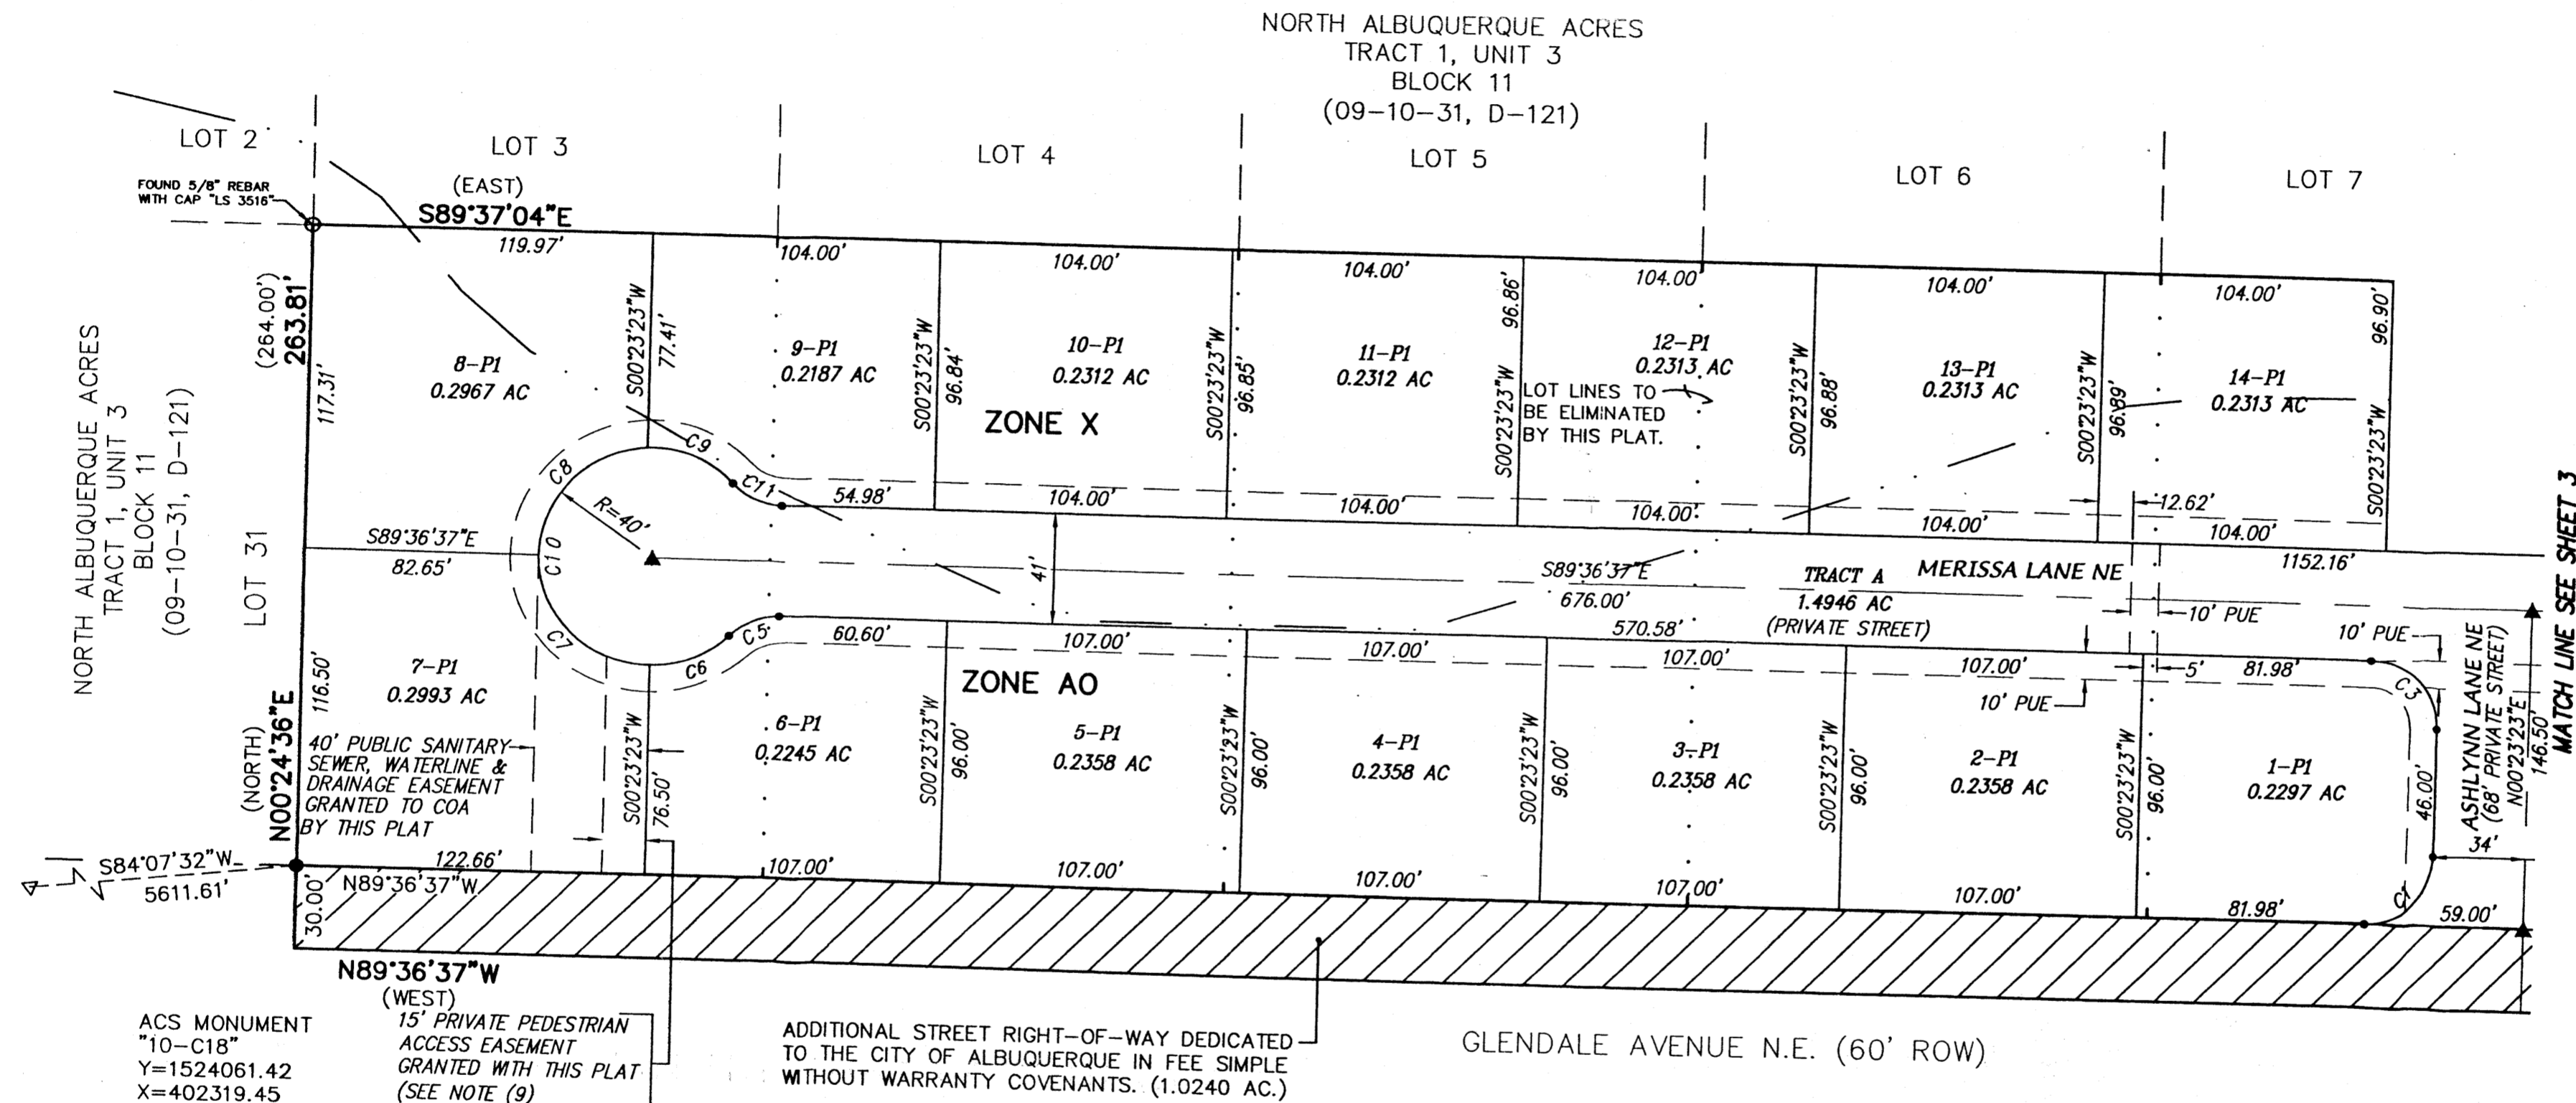 NORTH ALBUQUERQUE ACRES
TRACT 1, UNIT 3
BLOCK 11
(09-10-31, D-121)
LOT 2
LOT 3
LOT 4
LOT 5
LOT 6
LOT 7
FOUND 5/8" REBAR
WITH CAP "LS 3516"
(EAST)
S89°37'04"E
119.97'
104.00'
104.00'
104.00'
104.00'
104.00'
104.00'
(264.00')
263.81'
117.31'
NORTH ALBUQUERQUE ACRES
TRACT 1, UNIT 3
BLOCK 11
(09-10-31, D-121)
LOT 31
8-P1
0.2967 AC
S00°23'23"W
77.41'
9-P1
0.2187 AC
S00°23'23"W
96.84'
10-P1
0.2312 AC
S00°23'23"W
96.85'
11-P1
0.2312 AC
96.86'
S00°23'23"W
12-P1
0.2313 AC
LOT LINES TO
BE ELIMINATED
BY THIS PLAT.
S00°23'23"W
96.88'
13-P1
0.2313 AC
S00°23'23"W
96.89'
14-P1
0.2313 AC
96.90'
S00°23'23"W
ZONE X
C8
C9
C11
R=40'
C10
C7
C6
C5
54.98'
104.00'
104.00'
104.00'
104.00'
12.62'
104.00'
1152.16'
S89°36'37"E
82.65'
41'
S89°36'37"E
676.00'
TRACT A
1.4946 AC
(PRIVATE STREET)
MERISSA LANE NE
10' PUE
10' PUE
60.60'
107.00'
107.00'
570.58'
107.00'
107.00'
5'
81.98'
C3
10' PUE
116.50'
7-P1
0.2993 AC
ZONE AO
6-P1
0.2245 AC
5-P1
0.2358 AC
4-P1
0.2358 AC
3-P1
0.2358 AC
2-P1
0.2358 AC
1-P1
0.2297 AC
S00°23'23"W
76.50'
S00°23'23"W
96.00'
S00°23'23"W
96.00'
S00°23'23"W
96.00'
S00°23'23"W
96.00'
S00°23'23"W
96.00'
46.00'
ASHLYNN LANE NE
(68' PRIVATE STREET)
N00°23'23"E
146.50'
MATCH LINE SEE SHEET 3
34'
(NORTH)
N00°24'36"E
40' PUBLIC SANITARY
SEWER, WATERLINE &
DRAINAGE EASEMENT
GRANTED TO COA
BY THIS PLAT
S84°07'32"W
5611.61'
122.66'
N89°36'37"W
107.00'
107.00'
107.00'
107.00'
107.00'
81.98'
59.00'
30.00'
N89°36'37"W
(WEST)
ACS MONUMENT
"10-C18"
Y=1524061.42
X=402319.45
15' PRIVATE PEDESTRIAN
ACCESS EASEMENT
GRANTED WITH THIS PLAT
(SEE NOTE (9)
ADDITIONAL STREET RIGHT-OF-WAY DEDICATED
TO THE CITY OF ALBUQUERQUE IN FEE SIMPLE
WITHOUT WARRANTY COVENANTS. (1.0240 AC.)
GLENDALE AVENUE N.E. (60' ROW)